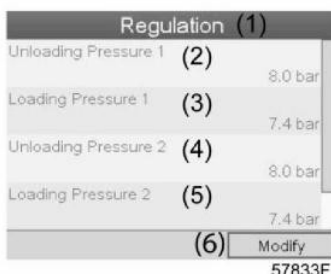 Regulation (1)
Unloading Pressure 1 (2)
8.0 bar
Loading Pressure 1 (3)
7.4 bar
Unloading Pressure 2 (4)
8.0 bar
Loading Pressure 2 (5)
7.4 bar
(6) Modify
57833F